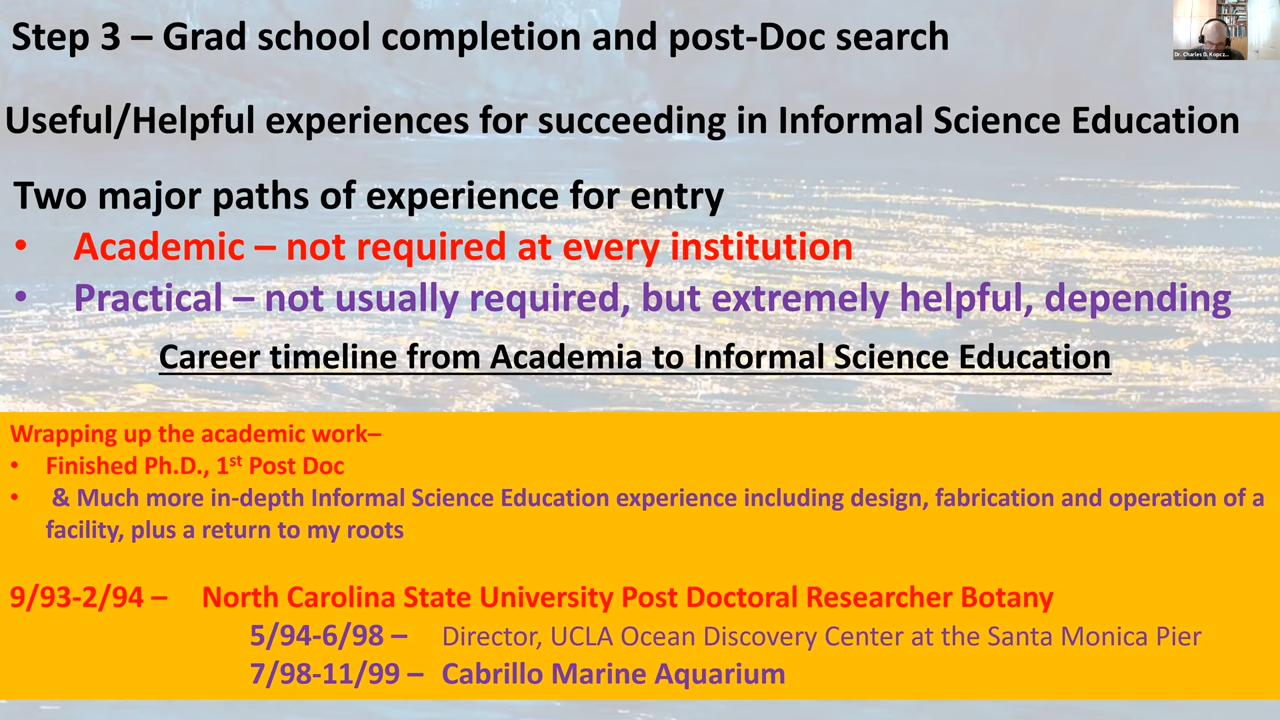 Step 3 – Grad school completion and post-Doc search
Dr. Charles D. Kopcz...
Useful/Helpful experiences for succeeding in Informal Science Education
Two major paths of experience for entry
• Academic – not required at every institution
• Practical – not usually required, but extremely helpful, depending
Career timeline from Academia to Informal Science Education
Wrapping up the academic work–
• Finished Ph.D., 1st Post Doc
• & Much more in-depth Informal Science Education experience including design, fabrication and operation of a
facility, plus a return to my roots
9/93-2/94 – North Carolina State University Post Doctoral Researcher Botany
5/94-6/98 – Director, UCLA Ocean Discovery Center at the Santa Monica Pier
7/98-11/99 – Cabrillo Marine Aquarium